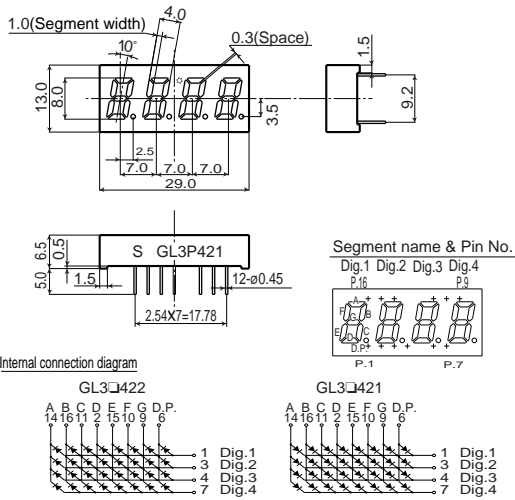 1.0(Segment width)
4.0
10°
0.3(Space)
1.5
13.0
8.0
3.5
9.2
2.5
7.0 7.0 7.0
29.0
6.5
0.5
5.0
1.5
S GL3P421
12-ø0.45
2.54X7=17.78
Segment name & Pin No.
Dig.1 Dig.2 Dig.3 Dig.4
P.16 P.9
A
F B
G
E C
D
D.P.
P.1 P.7
Internal connection diagram
GL3□422
A B C D E F G D.P.
14 16 11 2 15 10 9 6
1 Dig.1
3 Dig.2
4 Dig.3
7 Dig.4
GL3□421
A B C D E F G D.P.
14 16 11 2 15 10 9 6
1 Dig.1
3 Dig.2
4 Dig.3
7 Dig.4